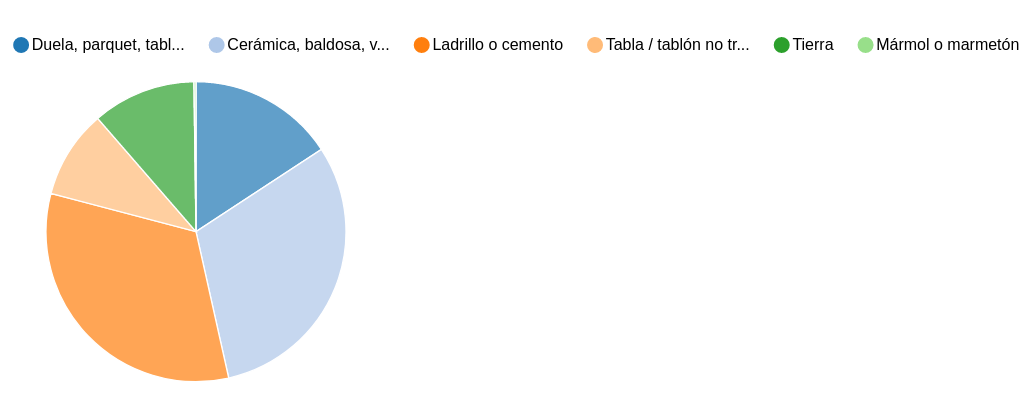 Duela, parquet, tabl... Cerámica, baldosa, v... Ladrillo o cemento Tabla / tablón no tr... Tierra Mármol o marmetón